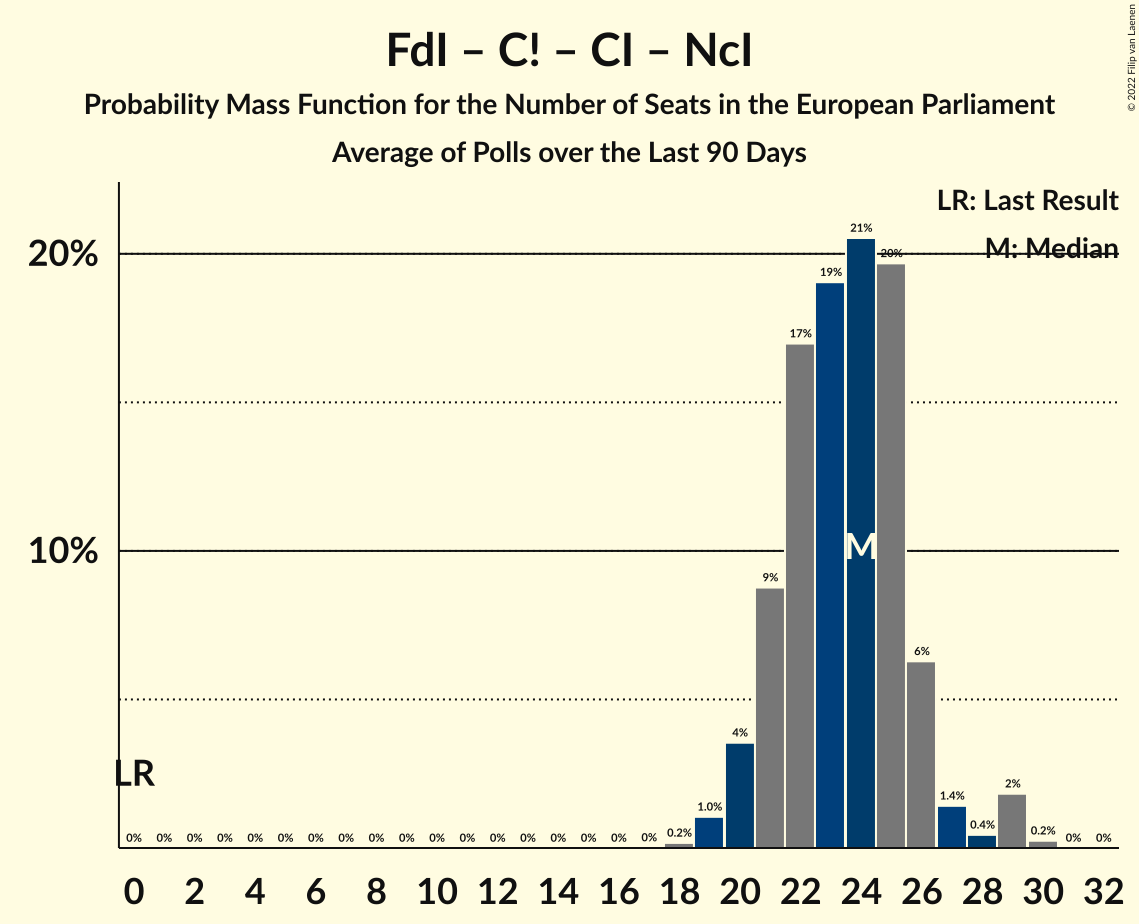 FdI – C! – CI – NcI
Probability Mass Function for the Number of Seats in the European Parliament
Average of Polls over the Last 90 Days
© 2022 Filip van Laenen
LR: Last Result
M: Median
20%
10%
LR
M
0% 0% 0% 0% 0% 0% 0% 0% 0% 0% 0% 0% 0% 0% 0% 0% 0% 0% 0.2% 1.0% 4% 9% 17% 19% 21% 20% 6% 1.4% 0.4% 2% 0.2% 0% 0%
0 2 4 6 8 10 12 14 16 18 20 22 24 26 28 30 32